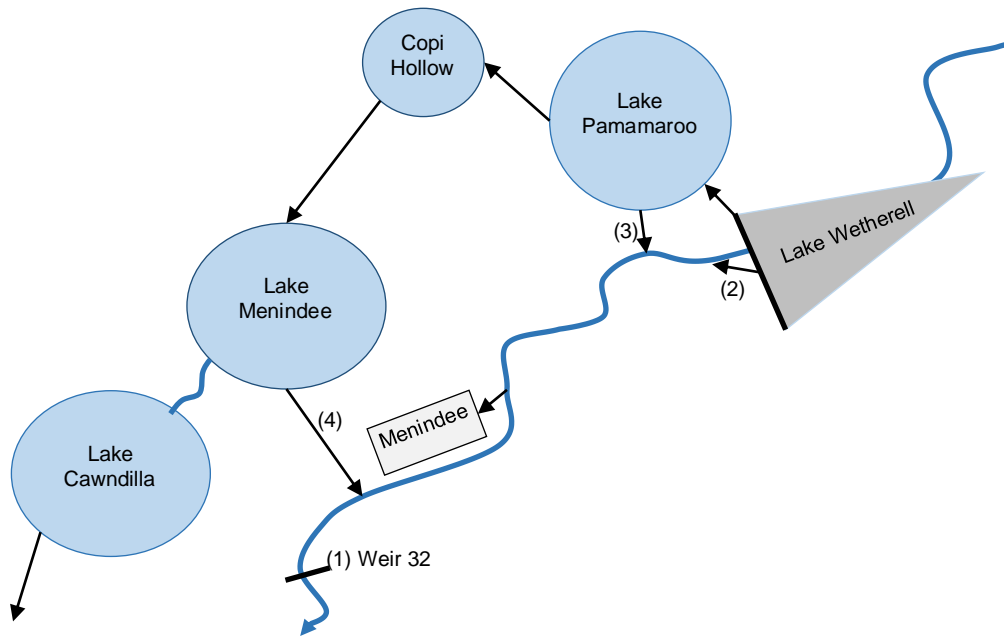 Copi
Hollow
Lake
Pamamaroo
Lake Wetherell
(3)
(2)
Lake
Menindee
(4)
Menindee
Lake
Cawndilla
(1) Weir 32